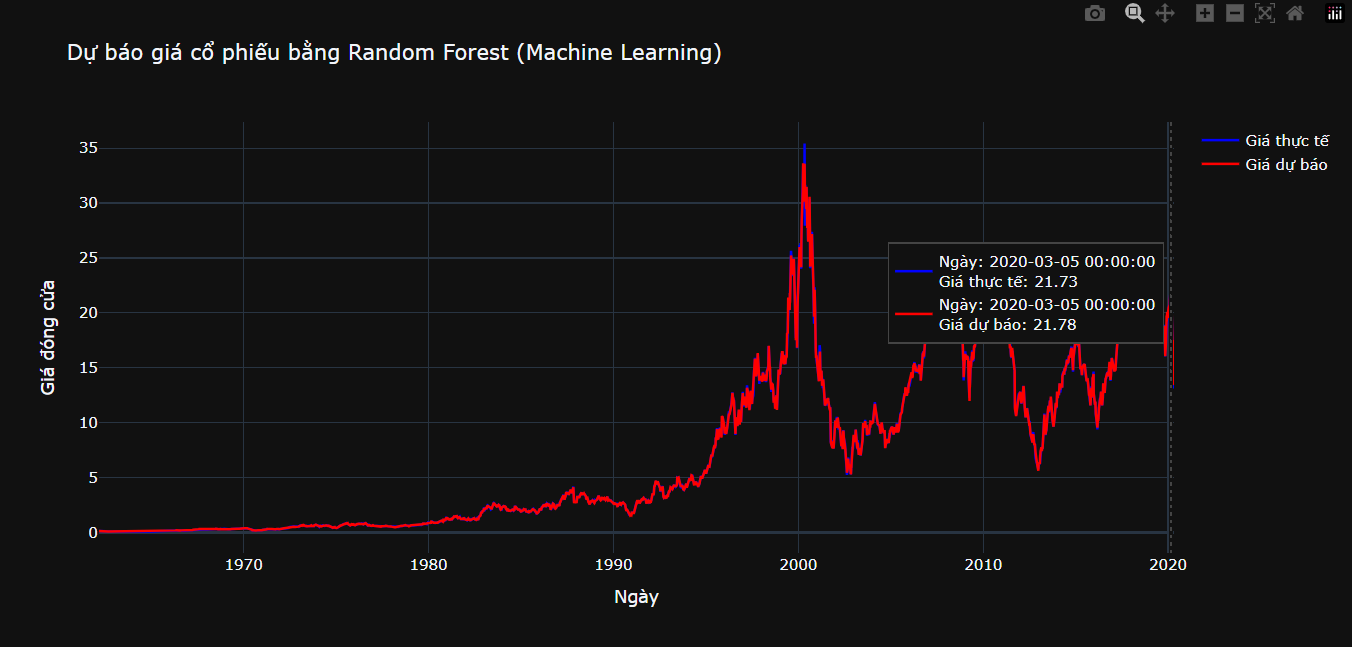 Dự báo giá cổ phiếu bằng Random Forest (Machine Learning)
Giá thực tế
Giá dự báo
35
30
25
20
15
10
5
0
Giá đóng cửa
Ngày: 2020-03-05 00:00:00
Giá thực tế: 21.73
Ngày: 2020-03-05 00:00:00
Giá dự báo: 21.78
1970
1980
1990
2000
2010
2020
Ngày